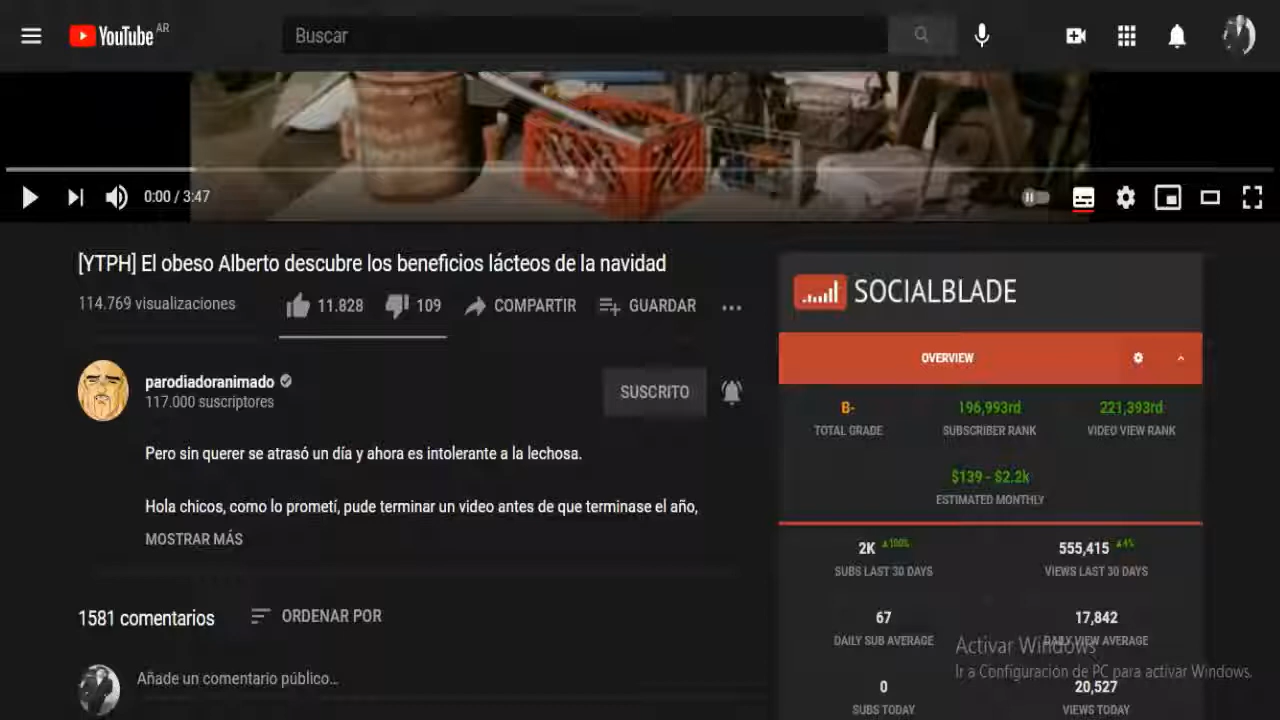 YouTube AR
Buscar
0:00 / 3:47
[YTPH] El obeso Alberto descubre los beneficios lácteos de la navidad
114.769 visualizaciones
11.828
109
COMPARTIR
GUARDAR
parodiadoranimado
117.000 suscriptores
SUSCRITO
Pero sin querer se atrasó un día y ahora es intolerante a la lechosa.
Hola chicos, como lo prometí, pude terminar un video antes de que terminase el año,
MOSTRAR MÁS
1581 comentarios
ORDENAR POR
Añade un comentario público...
SOCIALBLADE
OVERVIEW
B- 196,993rd 221,393rd
TOTAL GRADE SUBSCRIBER RANK VIDEO VIEW RANK
$139 - $2.2k
ESTIMATED MONTHLY
2K ▲100% 555,415 ▲4%
SUBS LAST 30 DAYS VIEWS LAST 30 DAYS
67 17,842
DAILY SUB AVERAGE DAILY VIEW AVERAGE
Activar Windows
Ir a Configuración de PC para activar Windows.
0 20,527
SUBS TODAY VIEWS TODAY